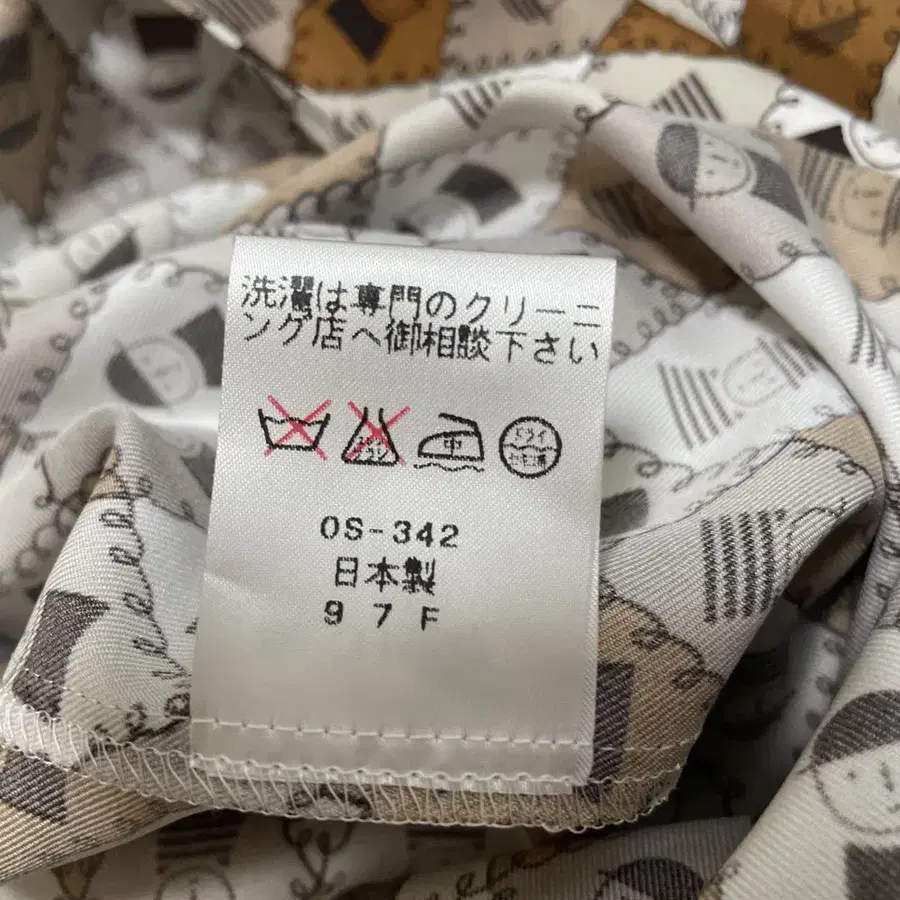 洗濯は専門のクリーニ
ング店へ御相談下さい
中
ドライ
OS-342
日本製
97F